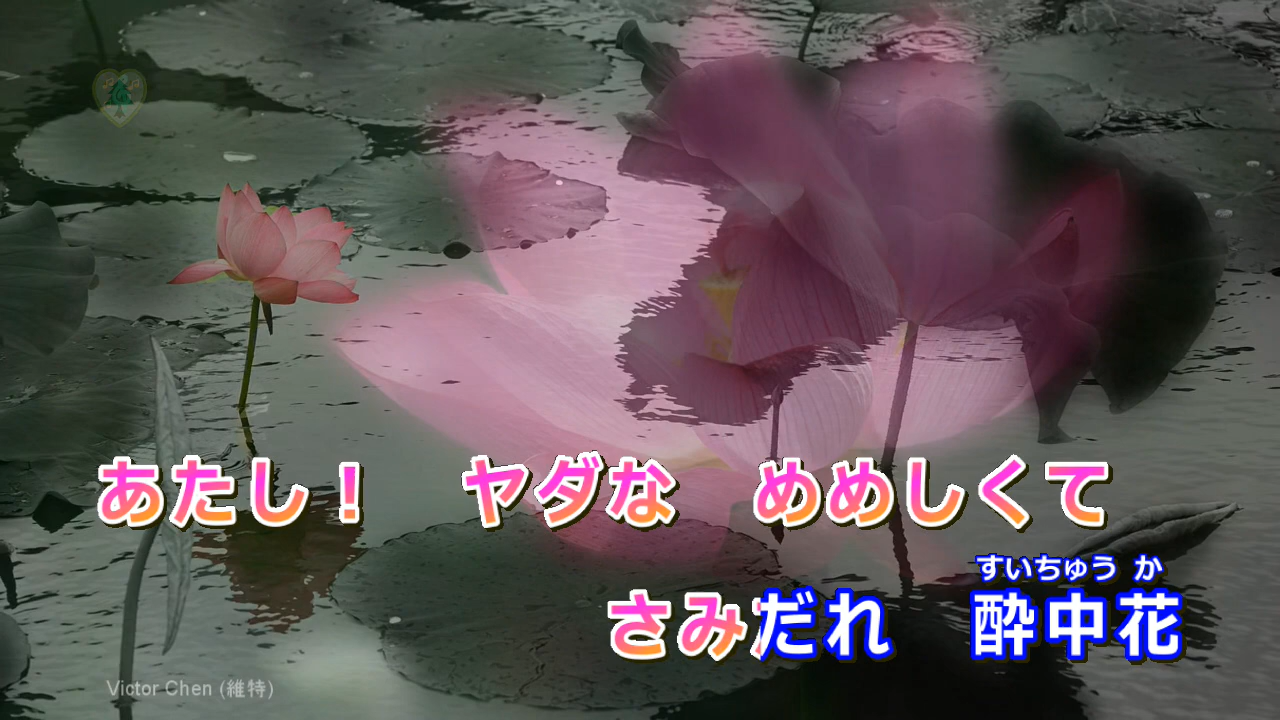 あたし！　ヤダな　めめしくて
すいちゅう か
さみだれ　酔中花
Victor Chen (維特)